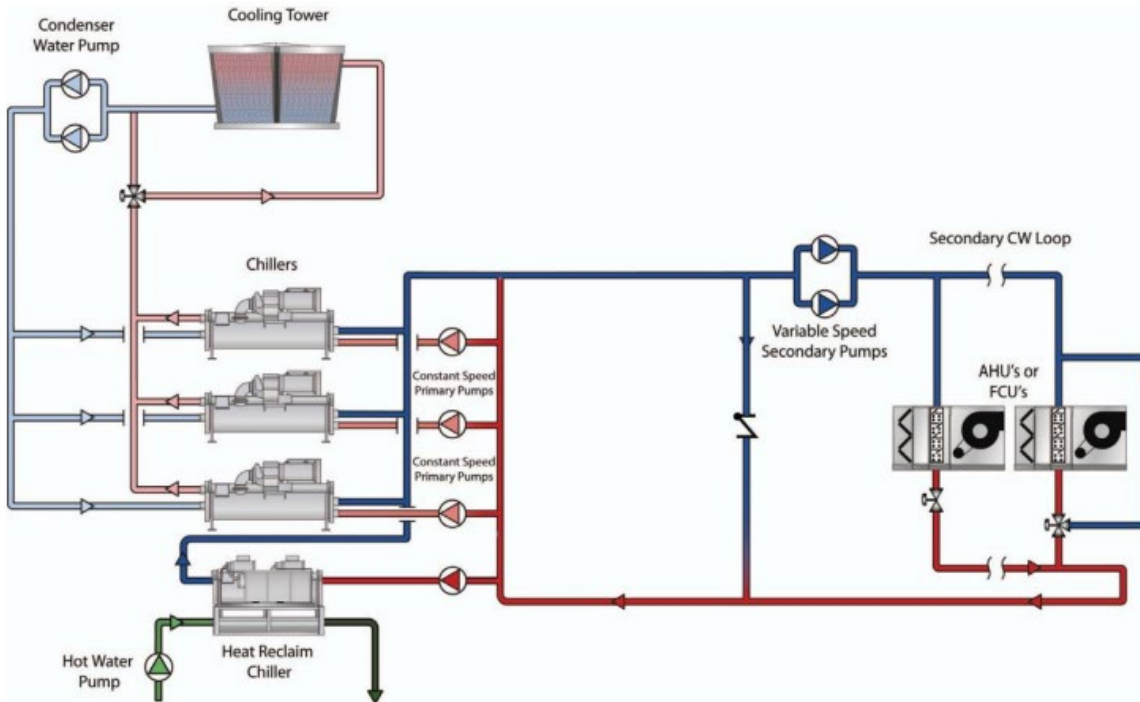 Condenser
Water Pump
Cooling Tower
Chillers
Secondary CW Loop
Variable Speed
Secondary Pumps
Constant Speed
Primary Pumps
AHU's or
FCU's
Constant Speed
Primary Pumps
Hot Water
Pump
Heat Reclaim
Chiller